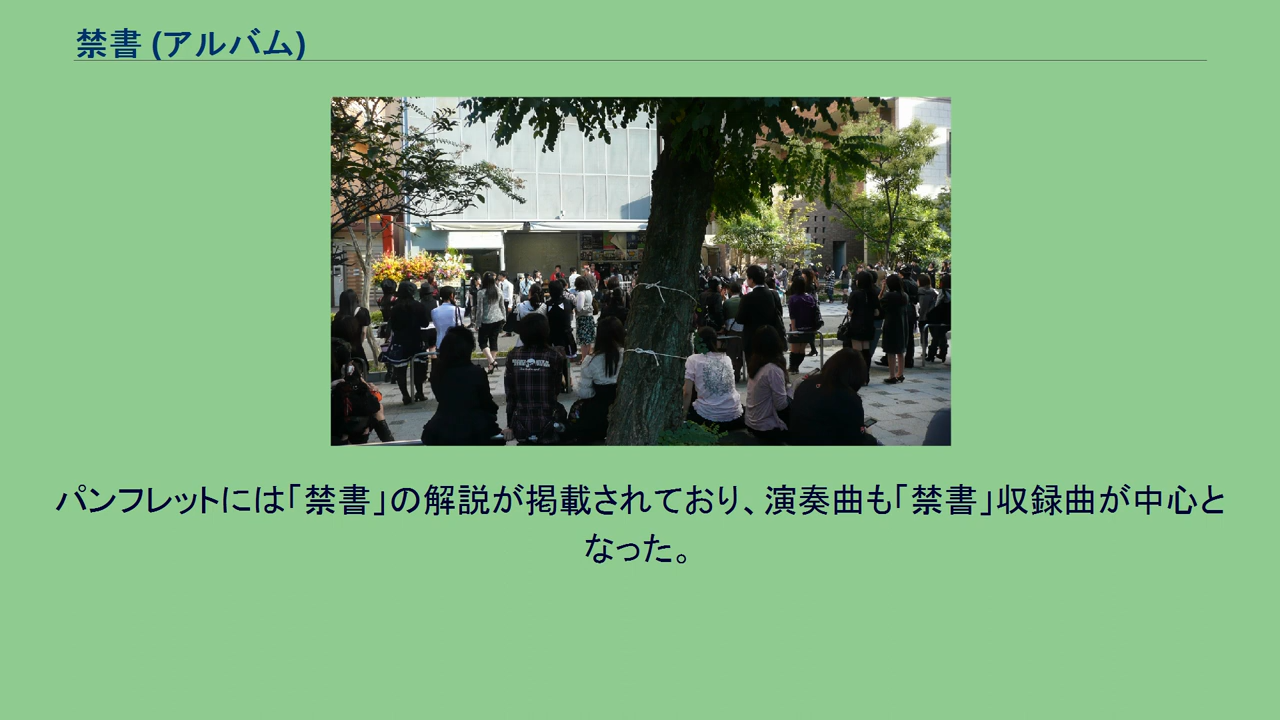 禁書 (アルバム)
パンフレットには「禁書」の解説が掲載されており、演奏曲も「禁書」収録曲が中心と
なった。